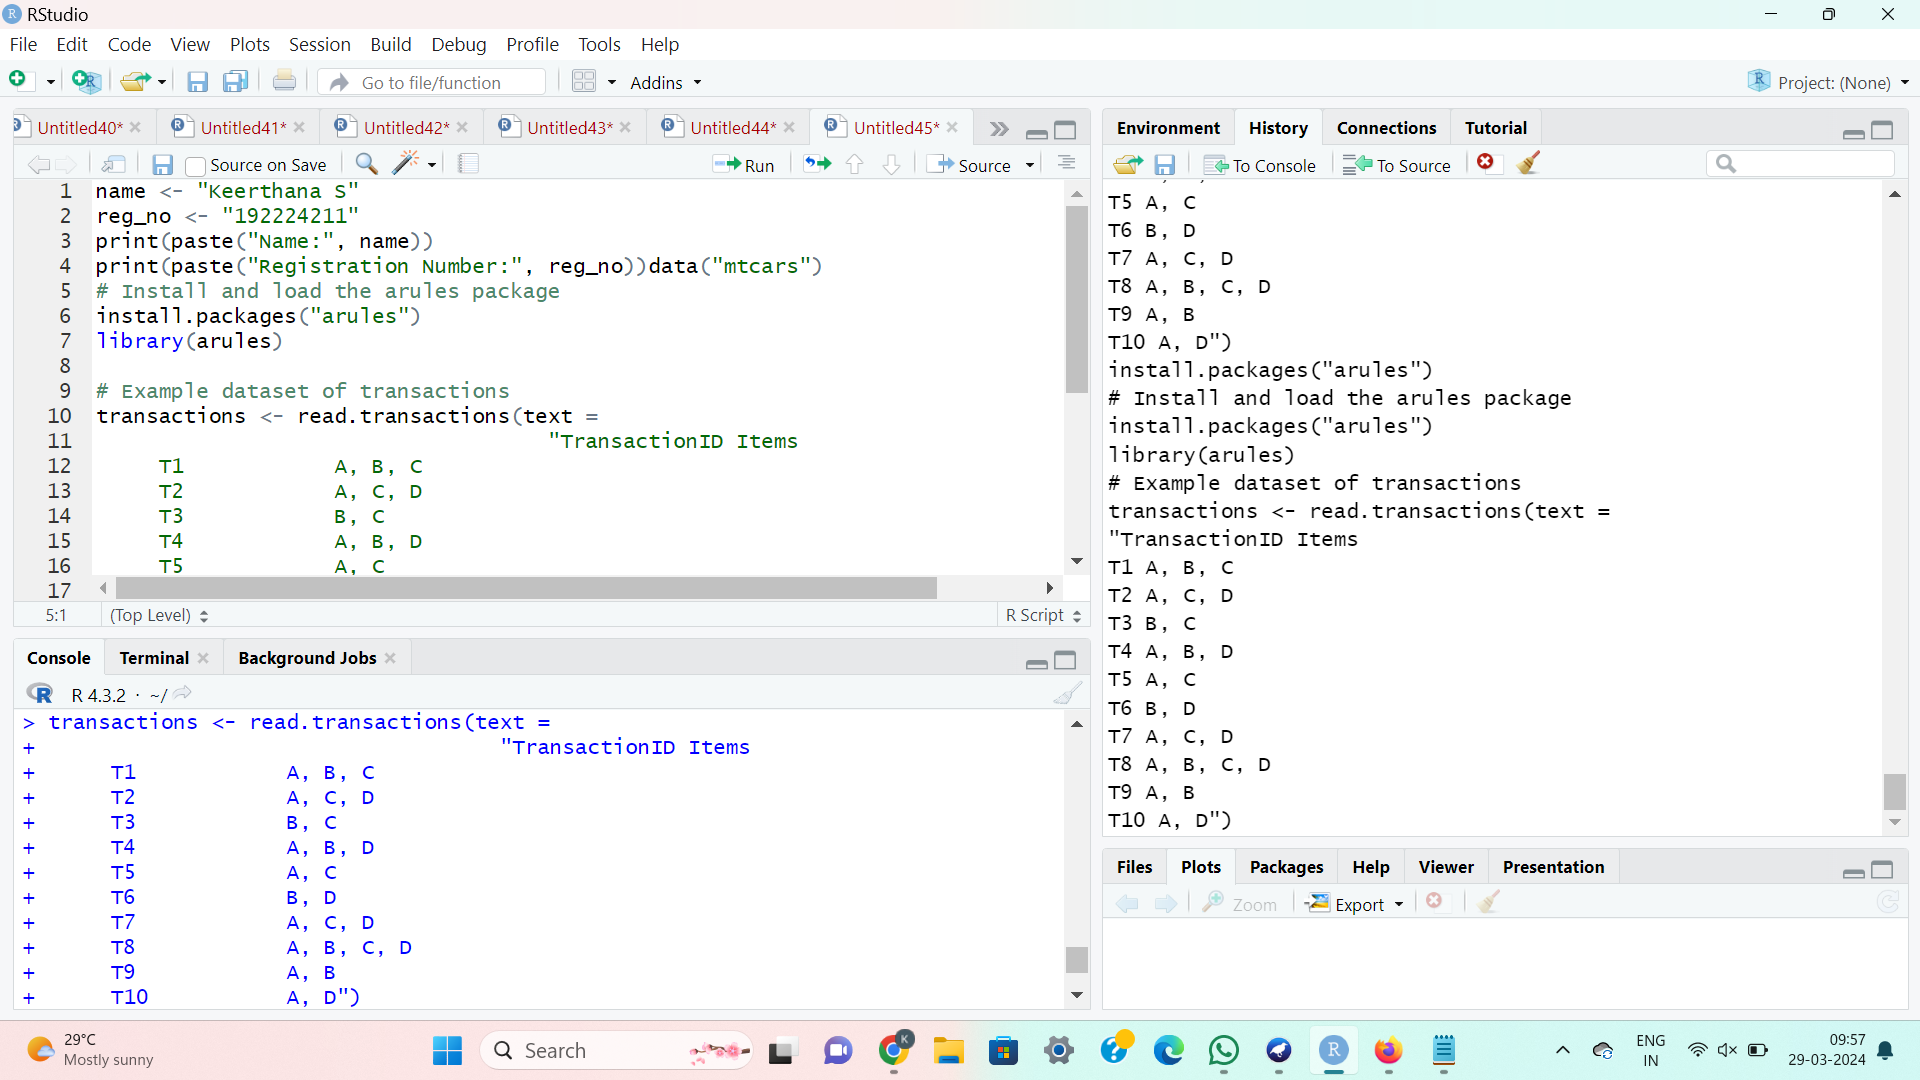 RStudio
File Edit Code View Plots Session Build Debug Profile Tools Help
Go to file/function Addins Project: (None)
Untitled40* Untitled41* Untitled42* Untitled43* Untitled44* Untitled45*
Source on Save Run Source
1 name <- "Keerthana S"
2 reg_no <- "192224211"
3 print(paste("Name:", name))
4 print(paste("Registration Number:", reg_no))data("mtcars")
5 # Install and load the arules package
6 install.packages("arules")
7 library(arules)
8
9 # Example dataset of transactions
10 transactions <- read.transactions(text =
11 "TransactionID Items
12 T1 A, B, C
13 T2 A, C, D
14 T3 B, C
15 T4 A, B, D
16 T5 A, C
17
5:1 (Top Level) R Script
Console Terminal Background Jobs
R 4.3.2 · ~/
> transactions <- read.transactions(text =
+ "TransactionID Items
+ T1 A, B, C
+ T2 A, C, D
+ T3 B, C
+ T4 A, B, D
+ T5 A, C
+ T6 B, D
+ T7 A, C, D
+ T8 A, B, C, D
+ T9 A, B
+ T10 A, D")
Environment History Connections Tutorial
To Console To Source
T5 A, C
T6 B, D
T7 A, C, D
T8 A, B, C, D
T9 A, B
T10 A, D")
install.packages("arules")
# Install and load the arules package
install.packages("arules")
library(arules)
# Example dataset of transactions
transactions <- read.transactions(text =
"TransactionID Items
T1 A, B, C
T2 A, C, D
T3 B, C
T4 A, B, D
T5 A, C
T6 B, D
T7 A, C, D
T8 A, B, C, D
T9 A, B
T10 A, D")
Files Plots Packages Help Viewer Presentation
Zoom Export
29°C
Mostly sunny
Search
K
R
ENG
IN
09:57
29-03-2024